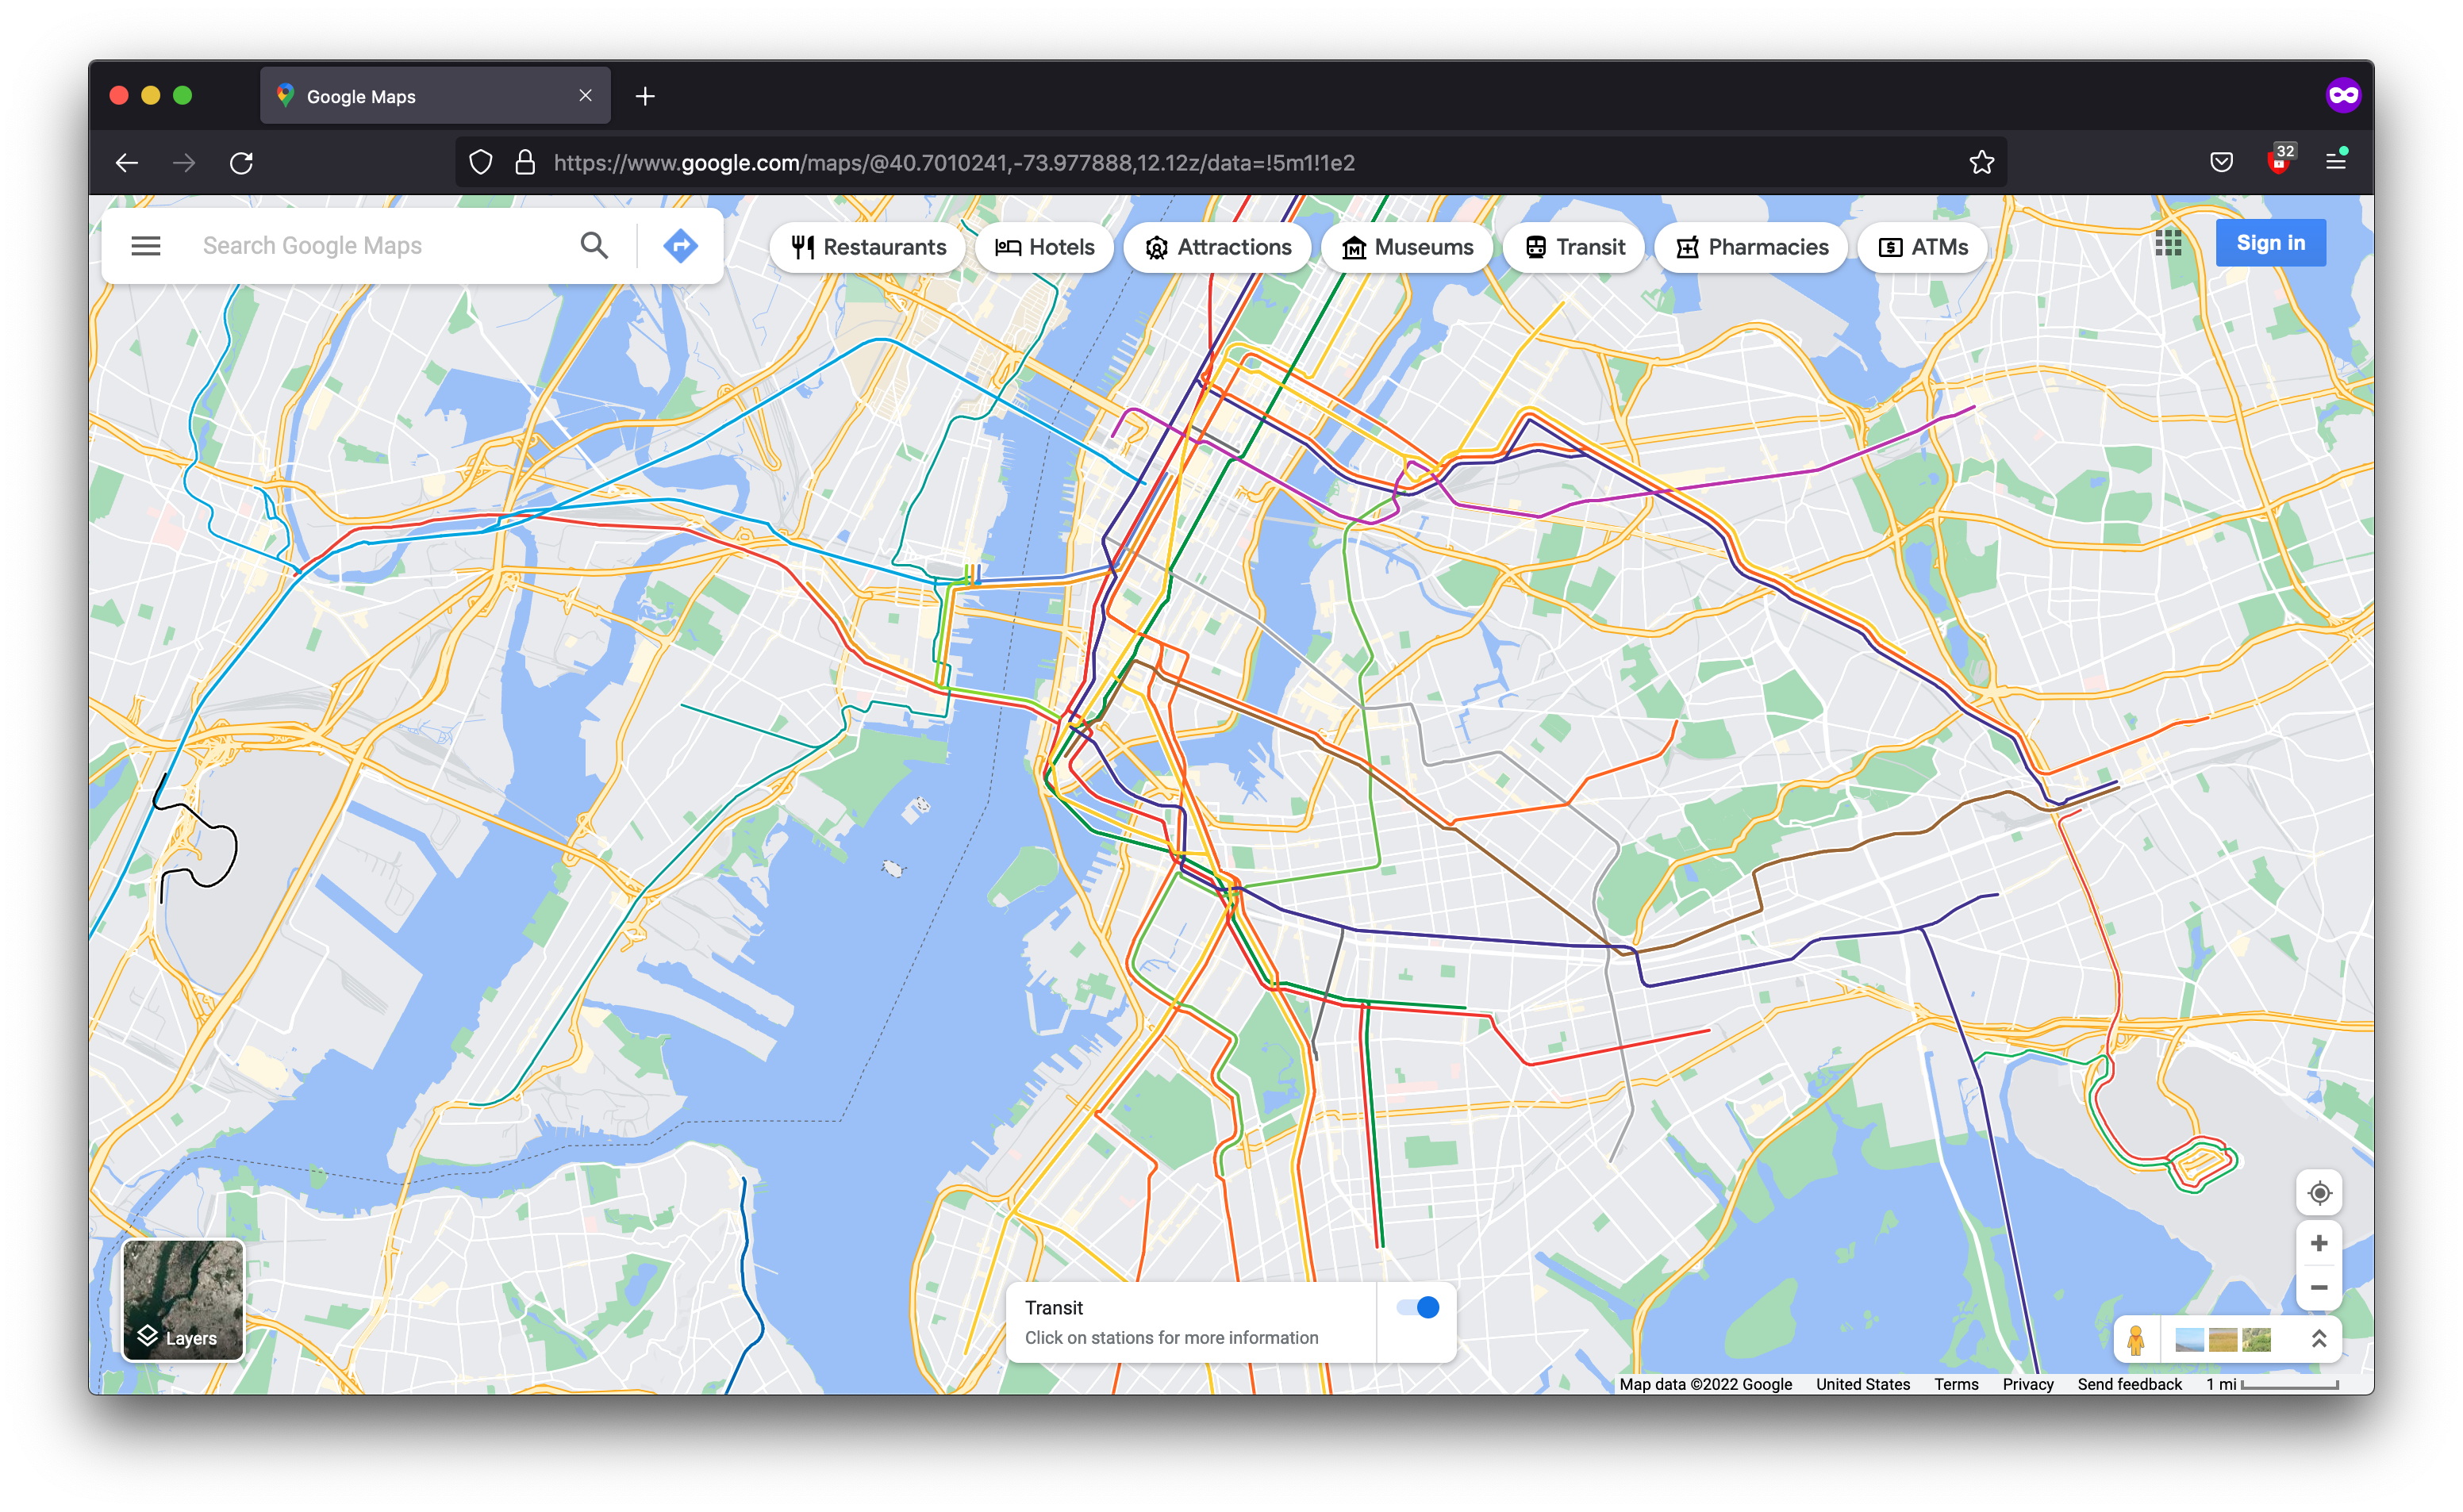 Google Maps
32
https://www.google.com/maps/@40.7010241,-73.977888,12.12z/data=!5m1!1e2
Search Google Maps
Restaurants
Hotels
Attractions
Museums
Transit
Pharmacies
ATMs
Sign in
Layers
Transit
Click on stations for more information
Map data ©2022 Google
United States
Terms
Privacy
Send feedback
1 mi